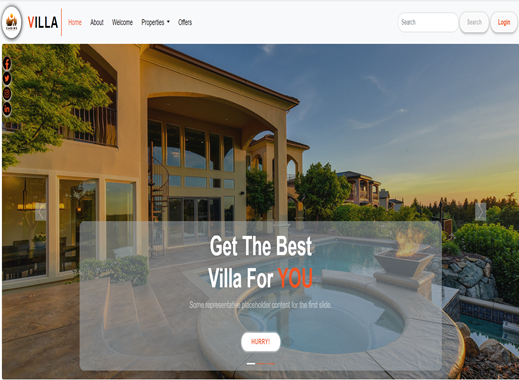 VILLA
Home
About
Welcome
Properties
Offers
Search
Search
Login
Get The Best
Villa For YOU
Some representative placeholder content for the first slide.
HURRY!